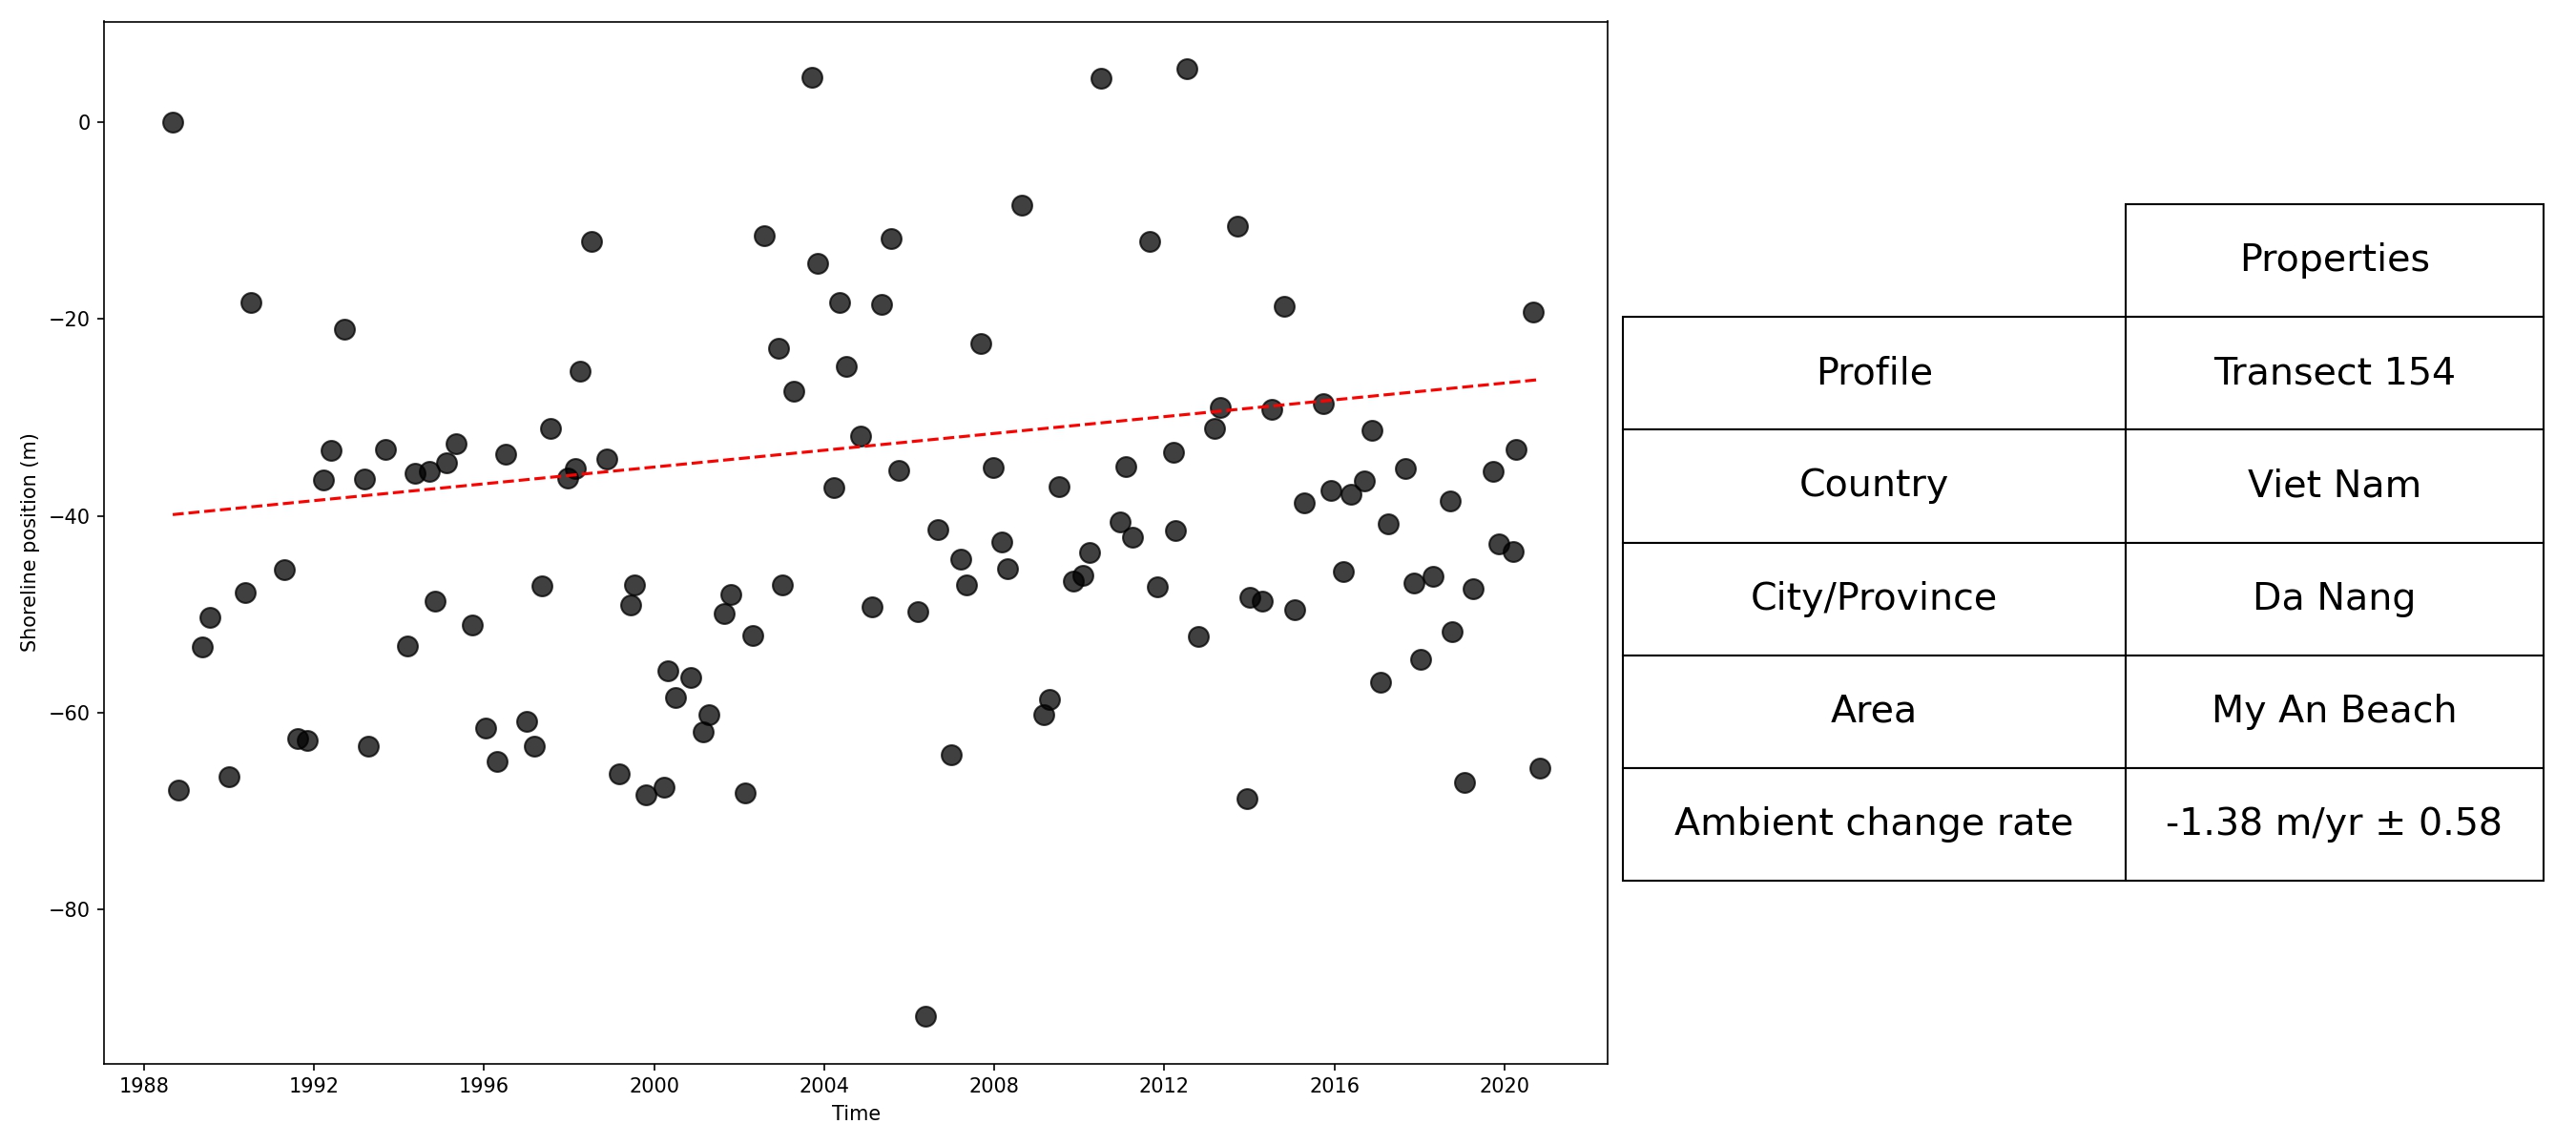 Shoreline position (m)
0
−20
−40
−60
−80
1988 1992 1996 2000 2004 2008 2012 2016 2020
Time
Properties
Profile Transect 154
Country Viet Nam
City/Province Da Nang
Area My An Beach
Ambient change rate -1.38 m/yr ± 0.58